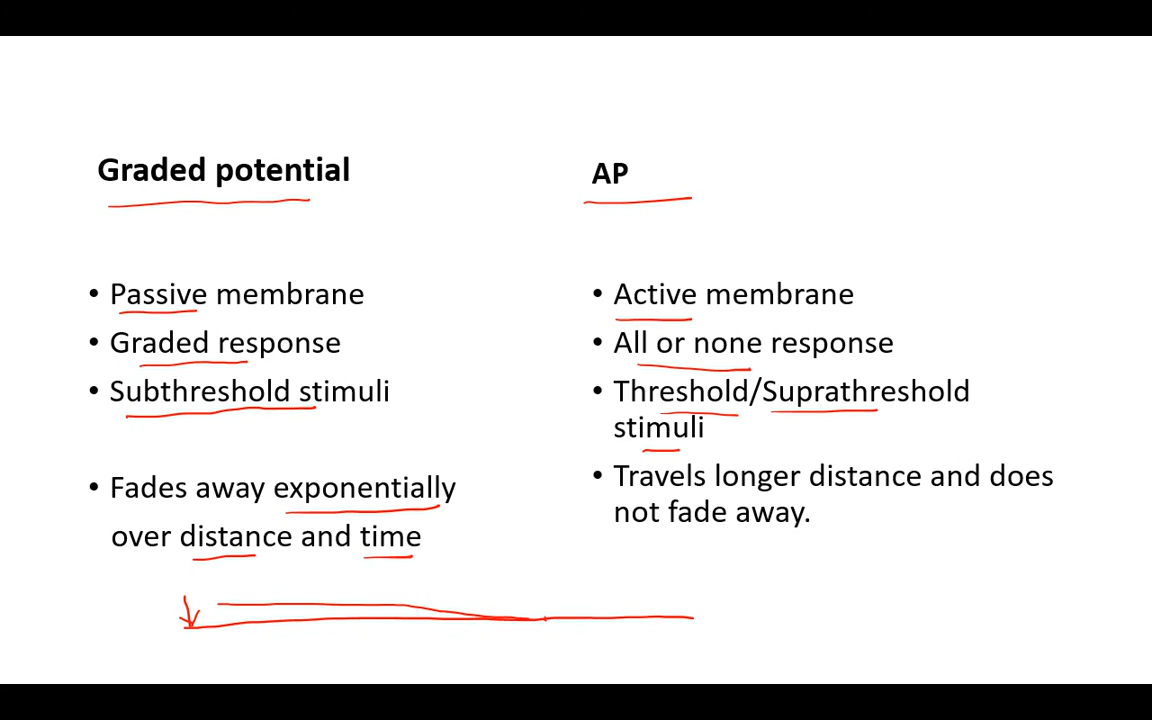 Graded potential
• Passive membrane
• Graded response
• Subthreshold stimuli
• Fades away exponentially
over distance and time
AP
• Active membrane
• All or none response
• Threshold/Suprathreshold
stimuli
• Travels longer distance and does
not fade away.